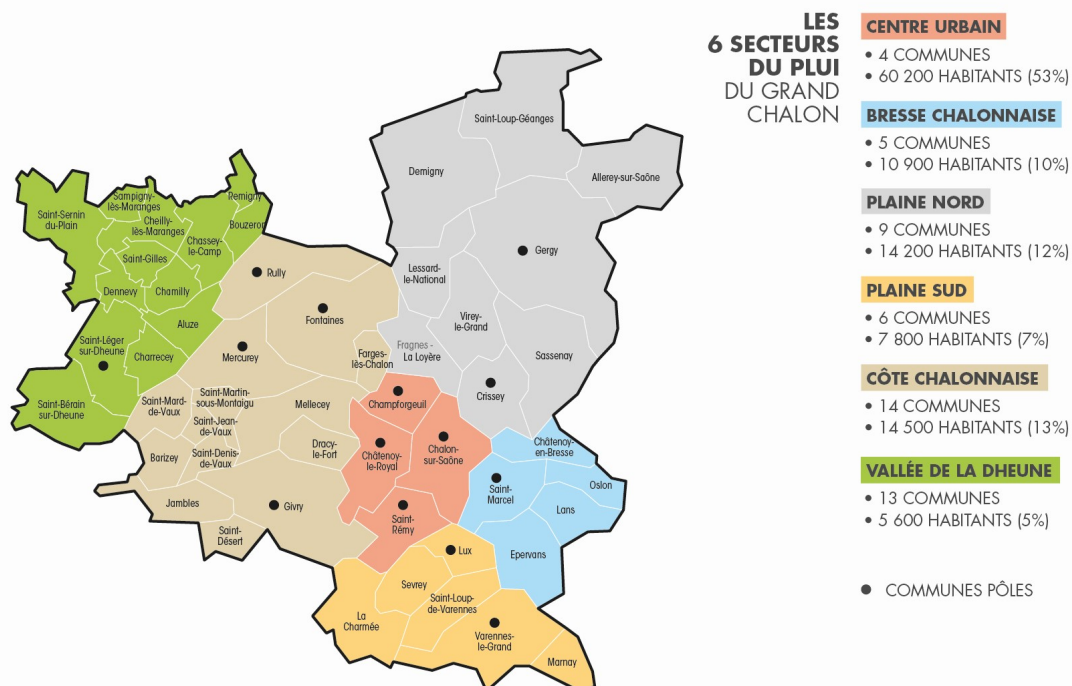 LES
6 SECTEURS
DU PLUI
DU GRAND
CHALON
CENTRE URBAIN
• 4 COMMUNES
• 60 200 HABITANTS (53%)
BRESSE CHALONNAISE
• 5 COMMUNES
• 10 900 HABITANTS (10%)
PLAINE NORD
• 9 COMMUNES
• 14 200 HABITANTS (12%)
PLAINE SUD
• 6 COMMUNES
• 7 800 HABITANTS (7%)
CÔTE CHALONNAISE
• 14 COMMUNES
• 14 500 HABITANTS (13%)
VALLÉE DE LA DHEUNE
• 13 COMMUNES
• 5 600 HABITANTS (5%)
● COMMUNES PÔLES
Saint-Loup-Géanges
Demigny
Allerey-sur-Saône
Gergy
Lessard-
le-National
Virey-
le-Grand
Fragnes -
La Loyère
Sassenay
Crissey
Saint-Sernin
du-Plain
Sampigny-
lès-Maranges
Cheilly-
lès-Maranges
Remigny
Bouzeron
Chassey-
le-Camp
Saint-Gilles
Dennevy
Chamilly
Aluze
Saint-Léger
sur-Dheune
Charrecey
Saint-Bérain
sur-Dheune
Rully
Fontaines
Mercurey
Farges-
lès-Chalon
Saint-Mard-
de-Vaux
Saint-Martin-
sous-Montaigu
Mellecey
Saint-Jean-
de-Vaux
Dracy-
le-Fort
Barizey
Saint-Denis-
de-Vaux
Jambles
Givry
Saint-
Désert
Champforgeuil
Châtenoy-
le-Royal
Chalon-
sur-Saône
Saint-
Rémy
Châtenoy-
en-Bresse
Saint-
Marcel
Oslon
Lans
Epervans
Lux
Sevrey
Saint-Loup-
de-Varennes
La
Charmée
Varennes-
le-Grand
Marnay